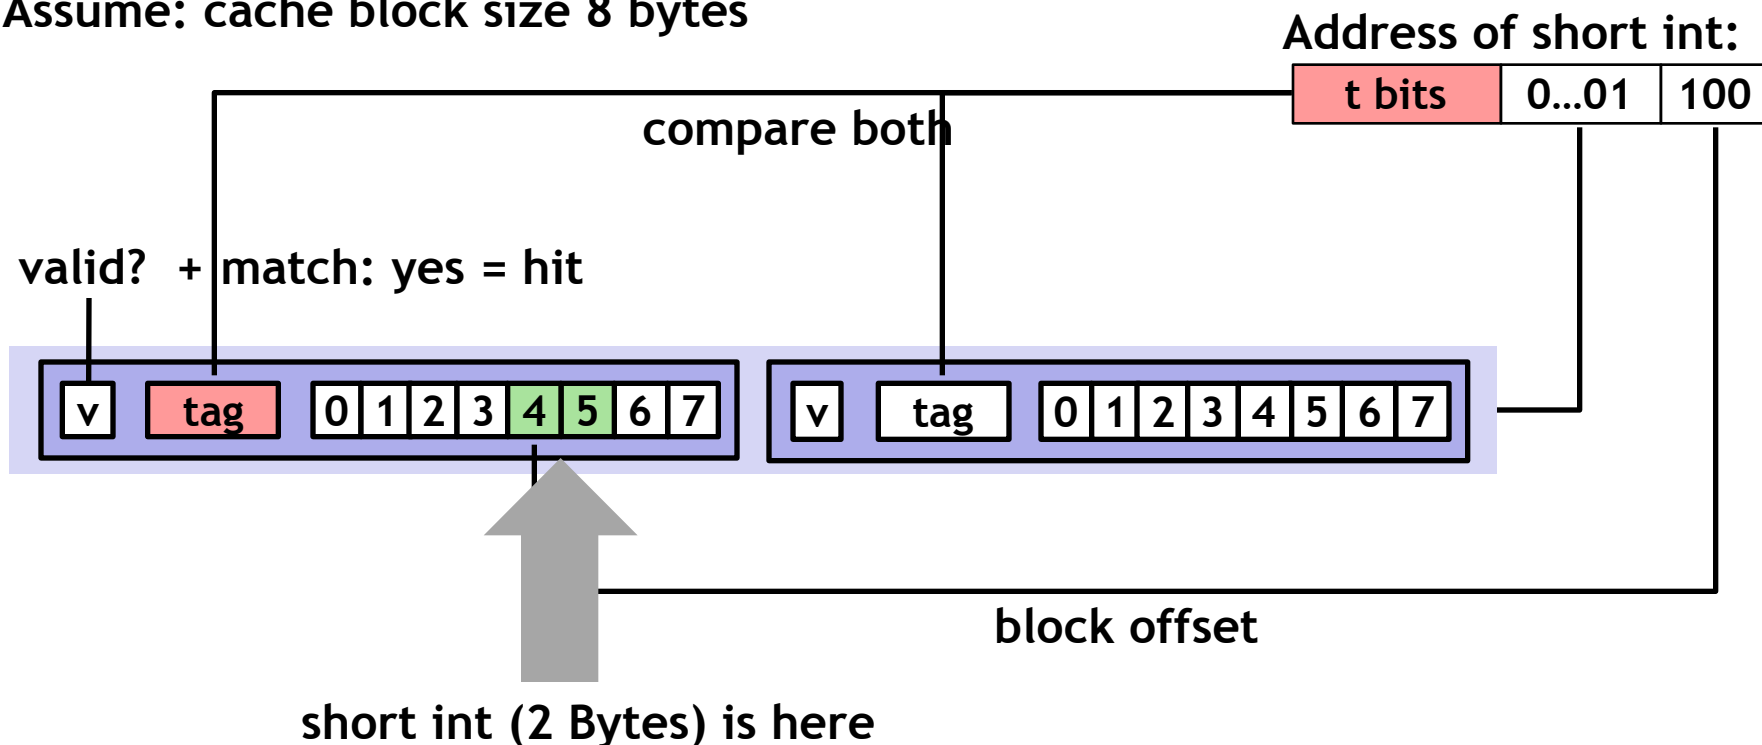 Assume: cache block size 8 bytes
Address of short int:
t bits 0...01 100
compare both
valid? + match: yes = hit
v tag 0 1 2 3 4 5 6 7 v tag 0 1 2 3 4 5 6 7
block offset
short int (2 Bytes) is here